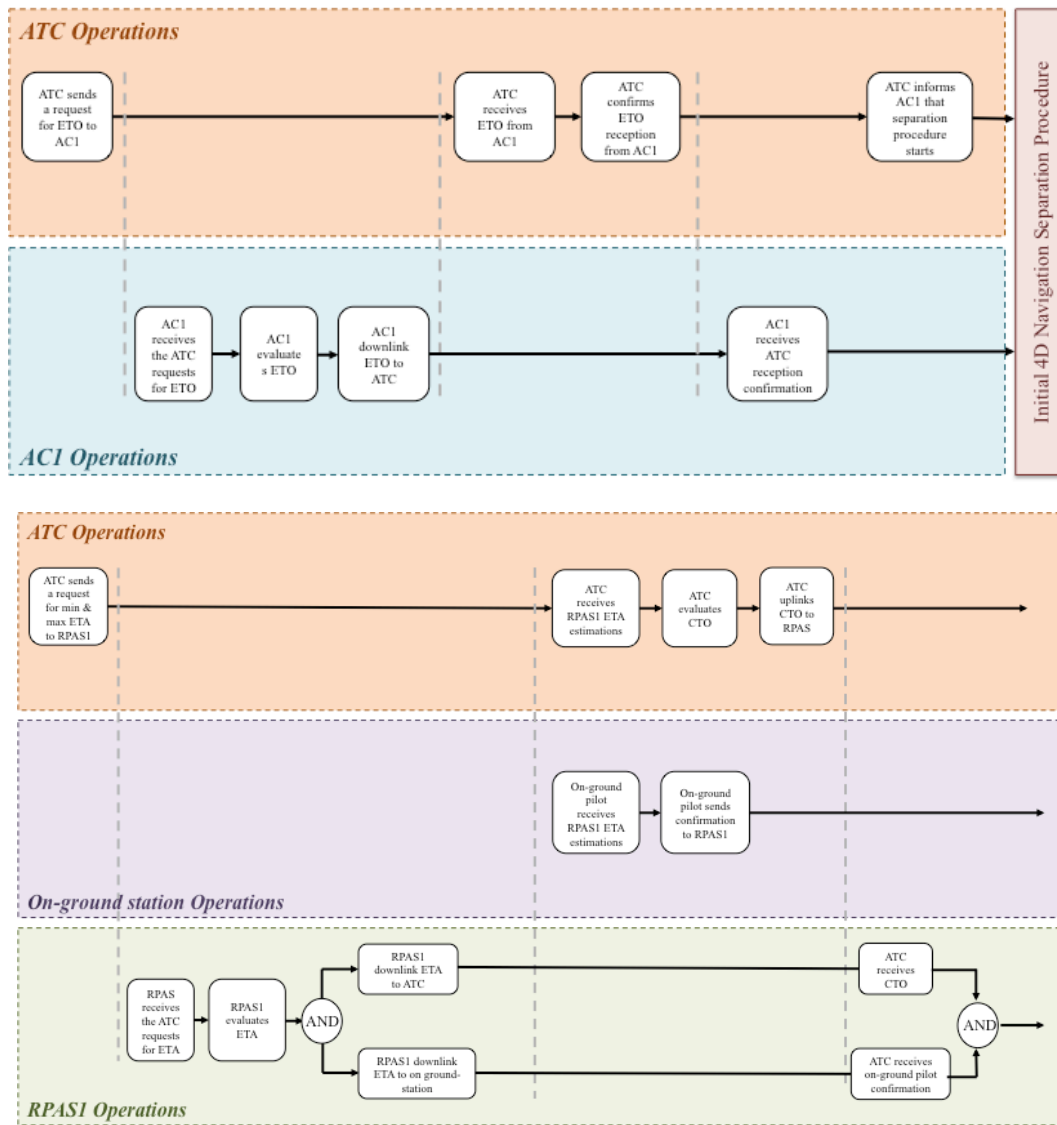 ATC Operations
ATC sends
a request
for ETO to
AC1
ATC
receives
ETO from
AC1
ATC
confirms
ETO
reception
from AC1
ATC informs
AC1 that
separation
procedure
starts
Initial 4D Navigation Separation Procedure
AC1
receives
the ATC
requests
for ETO
AC1
evaluate
s ETO
AC1
downlink
ETO to
ATC
AC1
receives
ATC
reception
confirmation
AC1 Operations
ATC Operations
ATC sends
a request
for min &
max ETA
to RPAS1
ATC
receives
RPAS1 ETA
estimations
ATC
evaluates
CTO
ATC
uplinks
CTO to
RPAS
On-ground
pilot
receives
RPAS1 ETA
estimations
On-ground
pilot sends
confirmation
to RPAS1
On-ground station Operations
RPAS
receives
the ATC
requests
for ETA
RPAS1
evaluates
ETA
AND
RPAS1
downlink ETA
to ATC
RPAS1 downlink
ETA to on ground-
station
ATC
receives
CTO
ATC receives
on-ground pilot
confirmation
AND
RPAS1 Operations